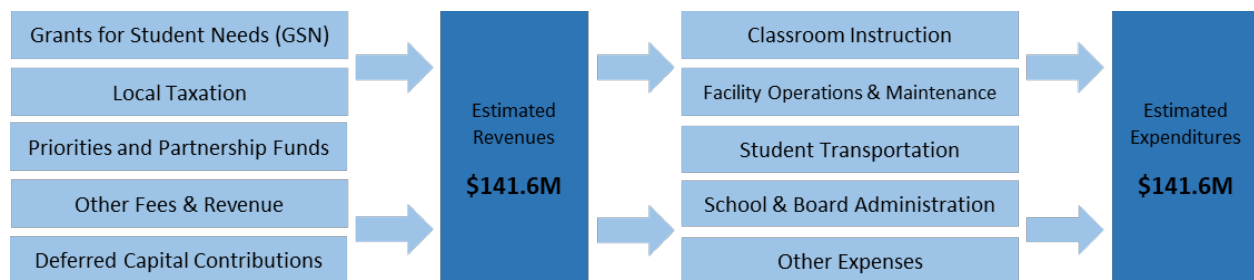 Grants for Student Needs (GSN)
Local Taxation
Priorities and Partnership Funds
Other Fees & Revenue
Deferred Capital Contributions
Estimated
Revenues
$141.6M
Classroom Instruction
Facility Operations & Maintenance
Student Transportation
School & Board Administration
Other Expenses
Estimated
Expenditures
$141.6M